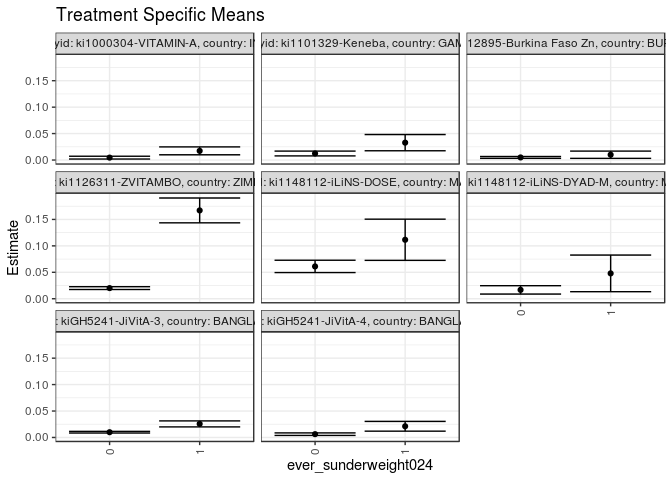 Treatment Specific Means
yid: ki1000304-VITAMIN-A, country: I
yid: ki1101329-Keneba, country: GAM
12895-Burkina Faso Zn, country: BU
0.15
0.10
0.05
0.00
: ki1126311-ZVITAMBO, country: ZIM
: ki1148112-iLiNS-DOSE, country: MA
ki1148112-iLiNS-DYAD-M, country: M
0.15
0.10
0.05
0.00
0
1
: kiGH5241-JiVitA-3, country: BANGLA
: kiGH5241-JiVitA-4, country: BANGLA
0.15
0.10
0.05
0.00
0
1
0
1
Estimate
ever_sunderweight024